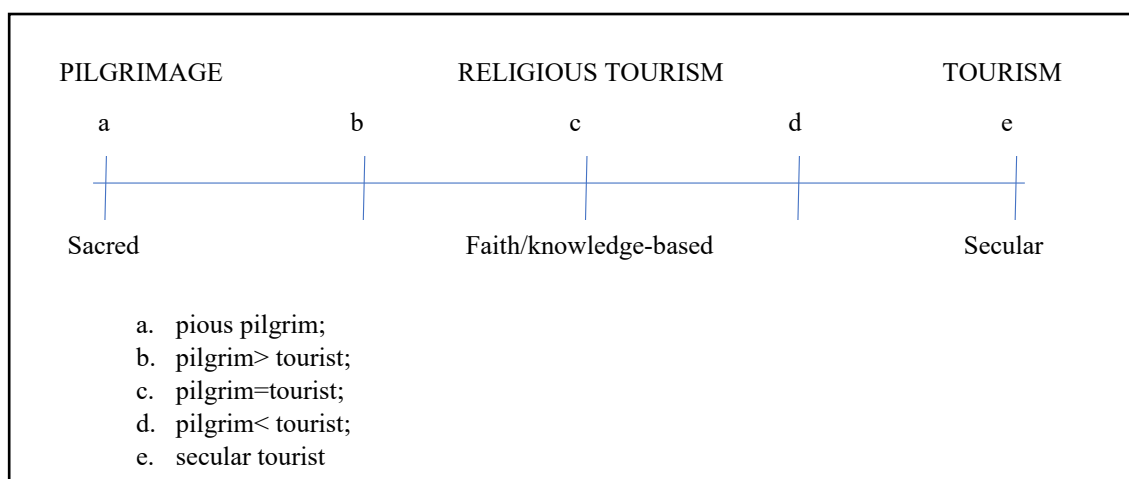 PILGRIMAGE RELIGIOUS TOURISM TOURISM
a b c d e
Sacred Faith/knowledge-based Secular
a. pious pilgrim;
b. pilgrim> tourist;
c. pilgrim=tourist;
d. pilgrim< tourist;
e. secular tourist